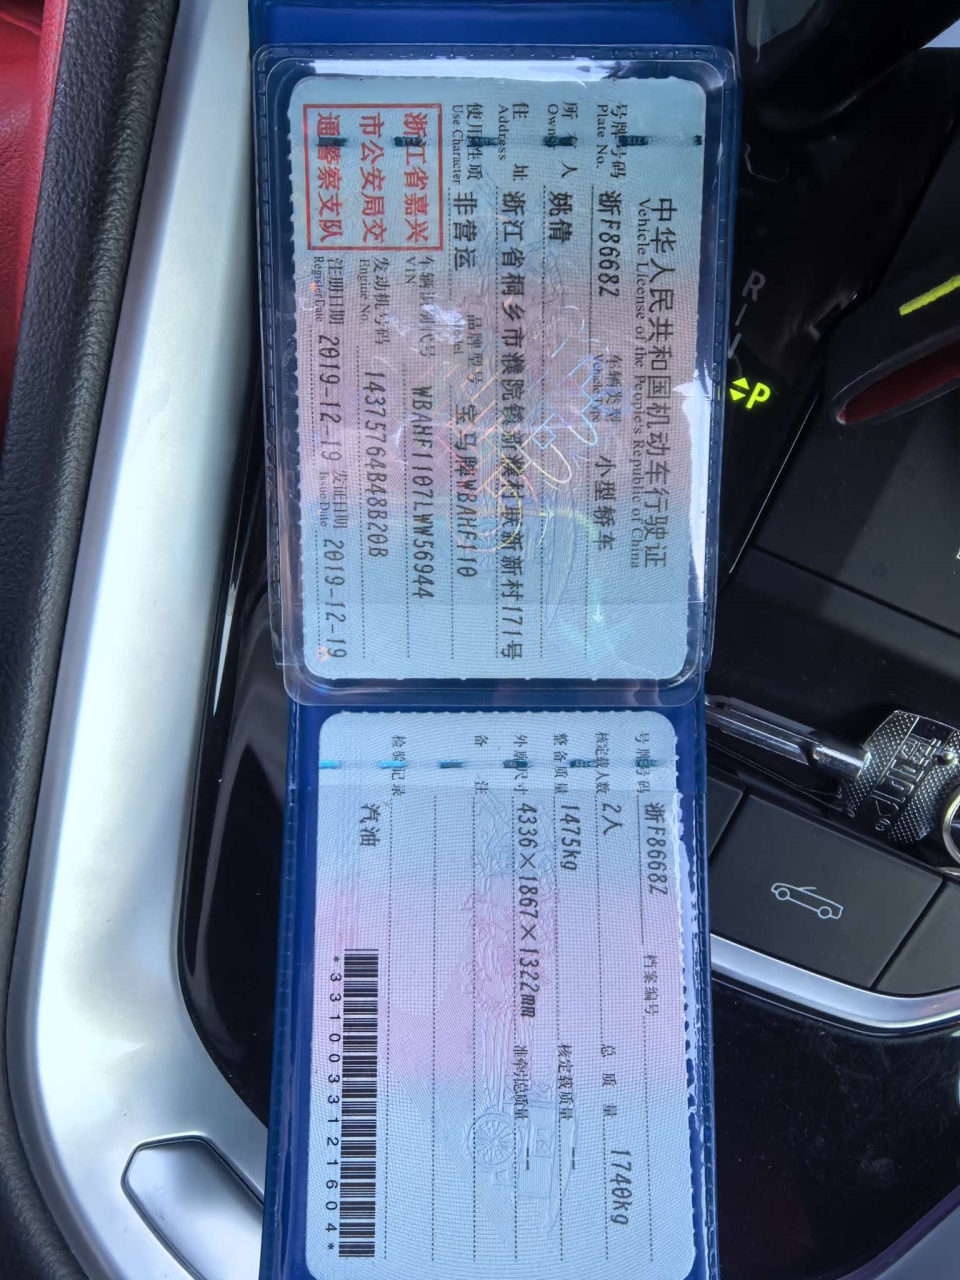 中华人民共和国机动车行驶证
Vehicle License of the People's Republic of China
号牌号码 浙F8668Z 车辆类型 小型轿车
Plate No. Vehicle Type
所有人 姚倩
Owner
住址 浙江省桐乡市濮院镇新妆村坂新新村171号
Address
使用性质 非营运 品牌型号 宝马牌WBAHF110
Use Character Model
浙江省嘉兴
市公安局交
通警察支队
车辆识别代号 WBAHF1107LWW56944
VIN
发动机号码 14375764B48B20B
Engine No.
注册日期 2019-12-19 发证日期 2019-12-19
Register Date Issue Date
号牌号码 浙F8668Z 档案编号
核定载人数 2人 总质量 1740kg
整备质量 1475kg 核定载质量 --
外廓尺寸 4336×1867×1322mm 准牵引总质量 --
备注
检验记录
汽油
*3310033121604*
R
N
P